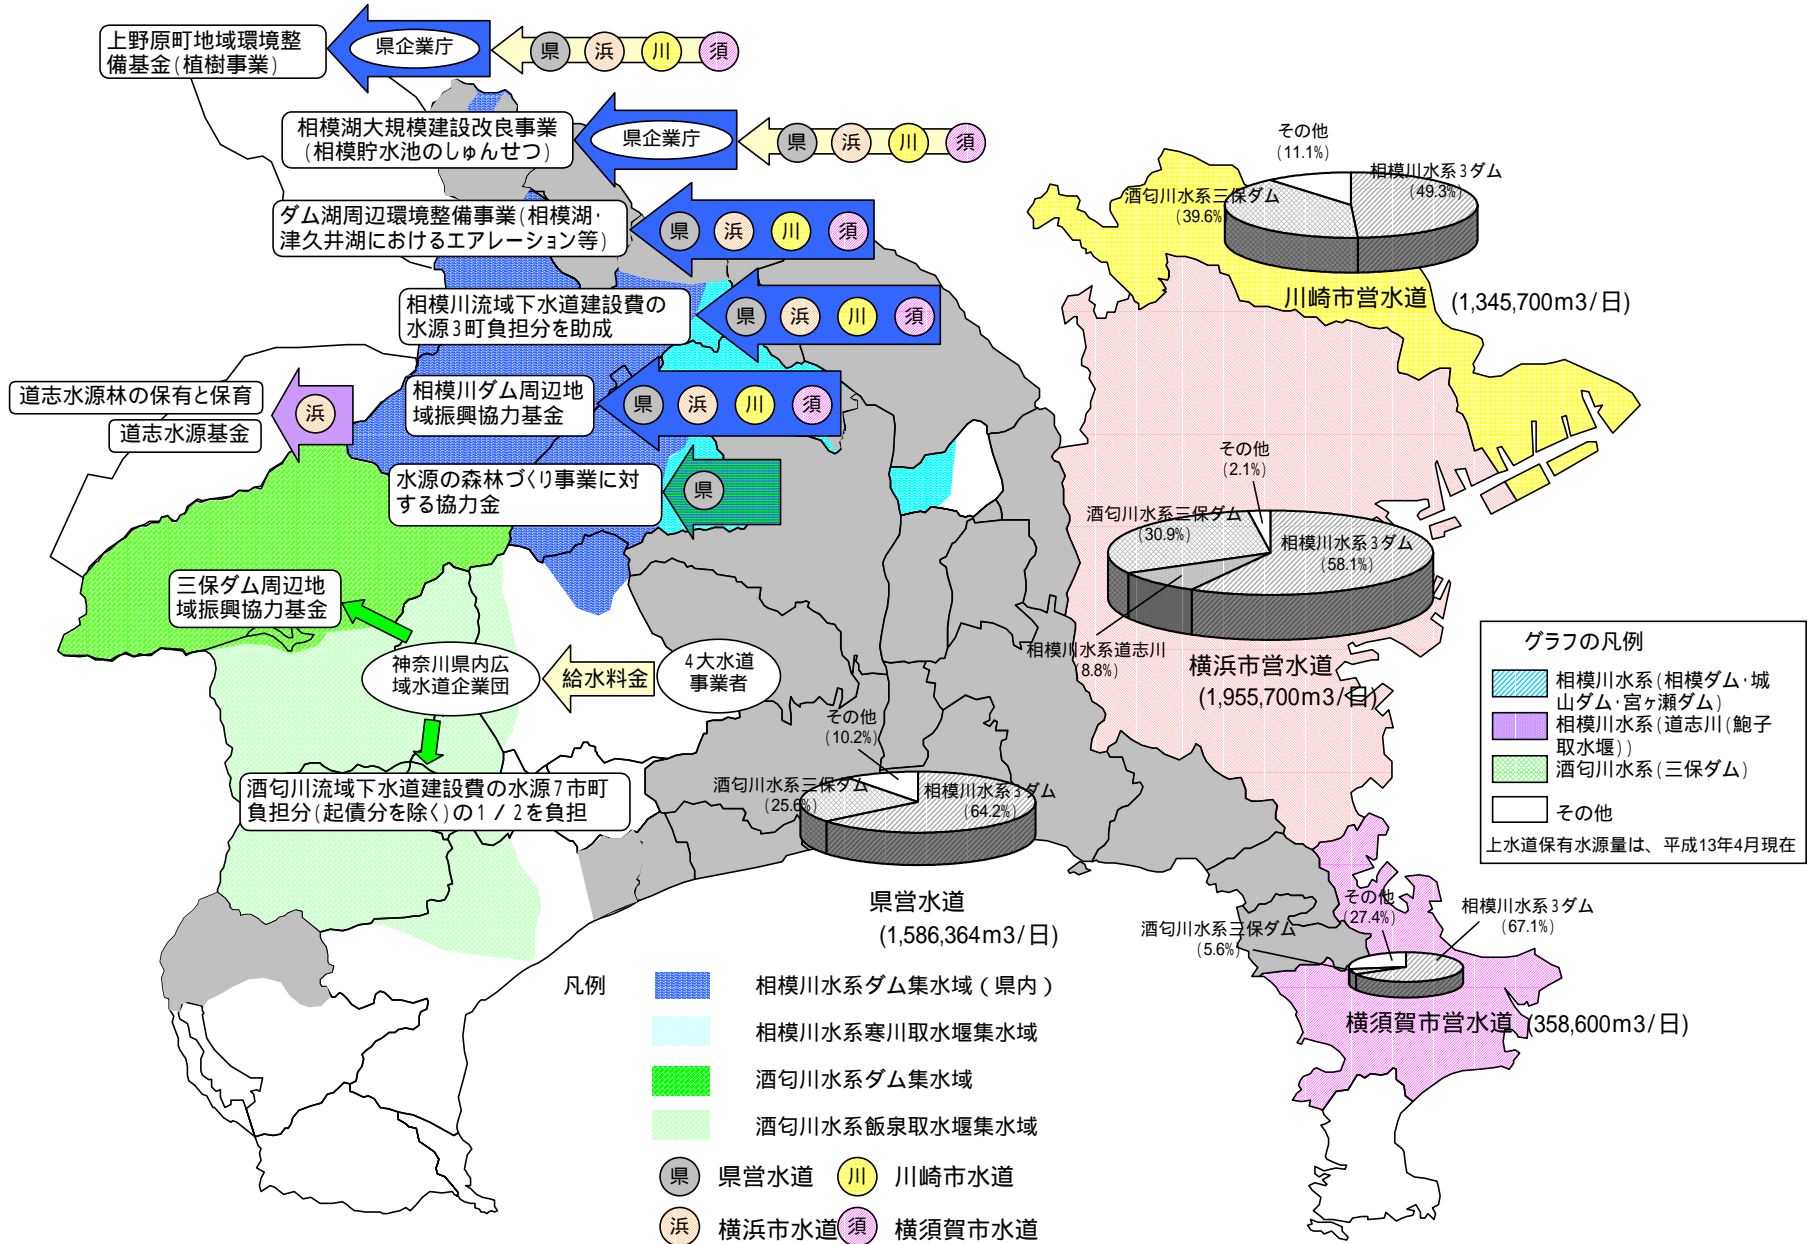 上野原町地域環境整
備基金(植樹事業)
県企業庁
県 浜 川 須
相模湖大規模建設改良事業
(相模貯水池のしゅんせつ)
県企業庁
県 浜 川 須
ダム湖周辺環境整備事業(相模湖・
津久井湖におけるエアレーション等)
県 浜 川 須
相模川流域下水道建設費の
水源3町負担分を助成
県 浜 川 須
道志水源林の保有と保育
道志水源基金
浜
相模川ダム周辺地
域振興協力基金
県 浜 川 須
水源の森林づくり事業に対
する協力金
県
三保ダム周辺地
域振興協力基金
神奈川県内広
域水道企業団
給水料金
4大水道
事業者
酒匂川流域下水道建設費の水源7市町
負担分(起債分を除く)の1/2を負担
その他
(11.1%)
相模川水系3ダム
(49.3%)
酒匂川水系三保ダム
(39.6%)
川崎市営水道 (1,345,700m3/日)
その他
(2.1%)
酒匂川水系三保ダム
(30.9%)
相模川水系3ダム
(58.1%)
相模川水系道志川
(8.8%)
横浜市営水道
(1,955,700m3/日)
その他
(10.2%)
酒匂川水系三保ダム
(25.6%)
相模川水系3ダム
(64.2%)
県営水道
(1,586,364m3/日)
その他
(27.4%)
相模川水系3ダム
(67.1%)
酒匂川水系三保ダム
(5.6%)
横須賀市営水道 (358,600m3/日)
グラフの凡例
相模川水系(相模ダム・城
山ダム・宮ヶ瀬ダム)
相模川水系(道志川(鮑子
取水堰))
酒匂川水系(三保ダム)
その他
上水道保有水源量は、平成13年4月現在
凡例
相模川水系ダム集水域(県内)
相模川水系寒川取水堰集水域
酒匂川水系ダム集水域
酒匂川水系飯泉取水堰集水域
県 県営水道 川 川崎市水道
浜 横浜市水道 須 横須賀市水道